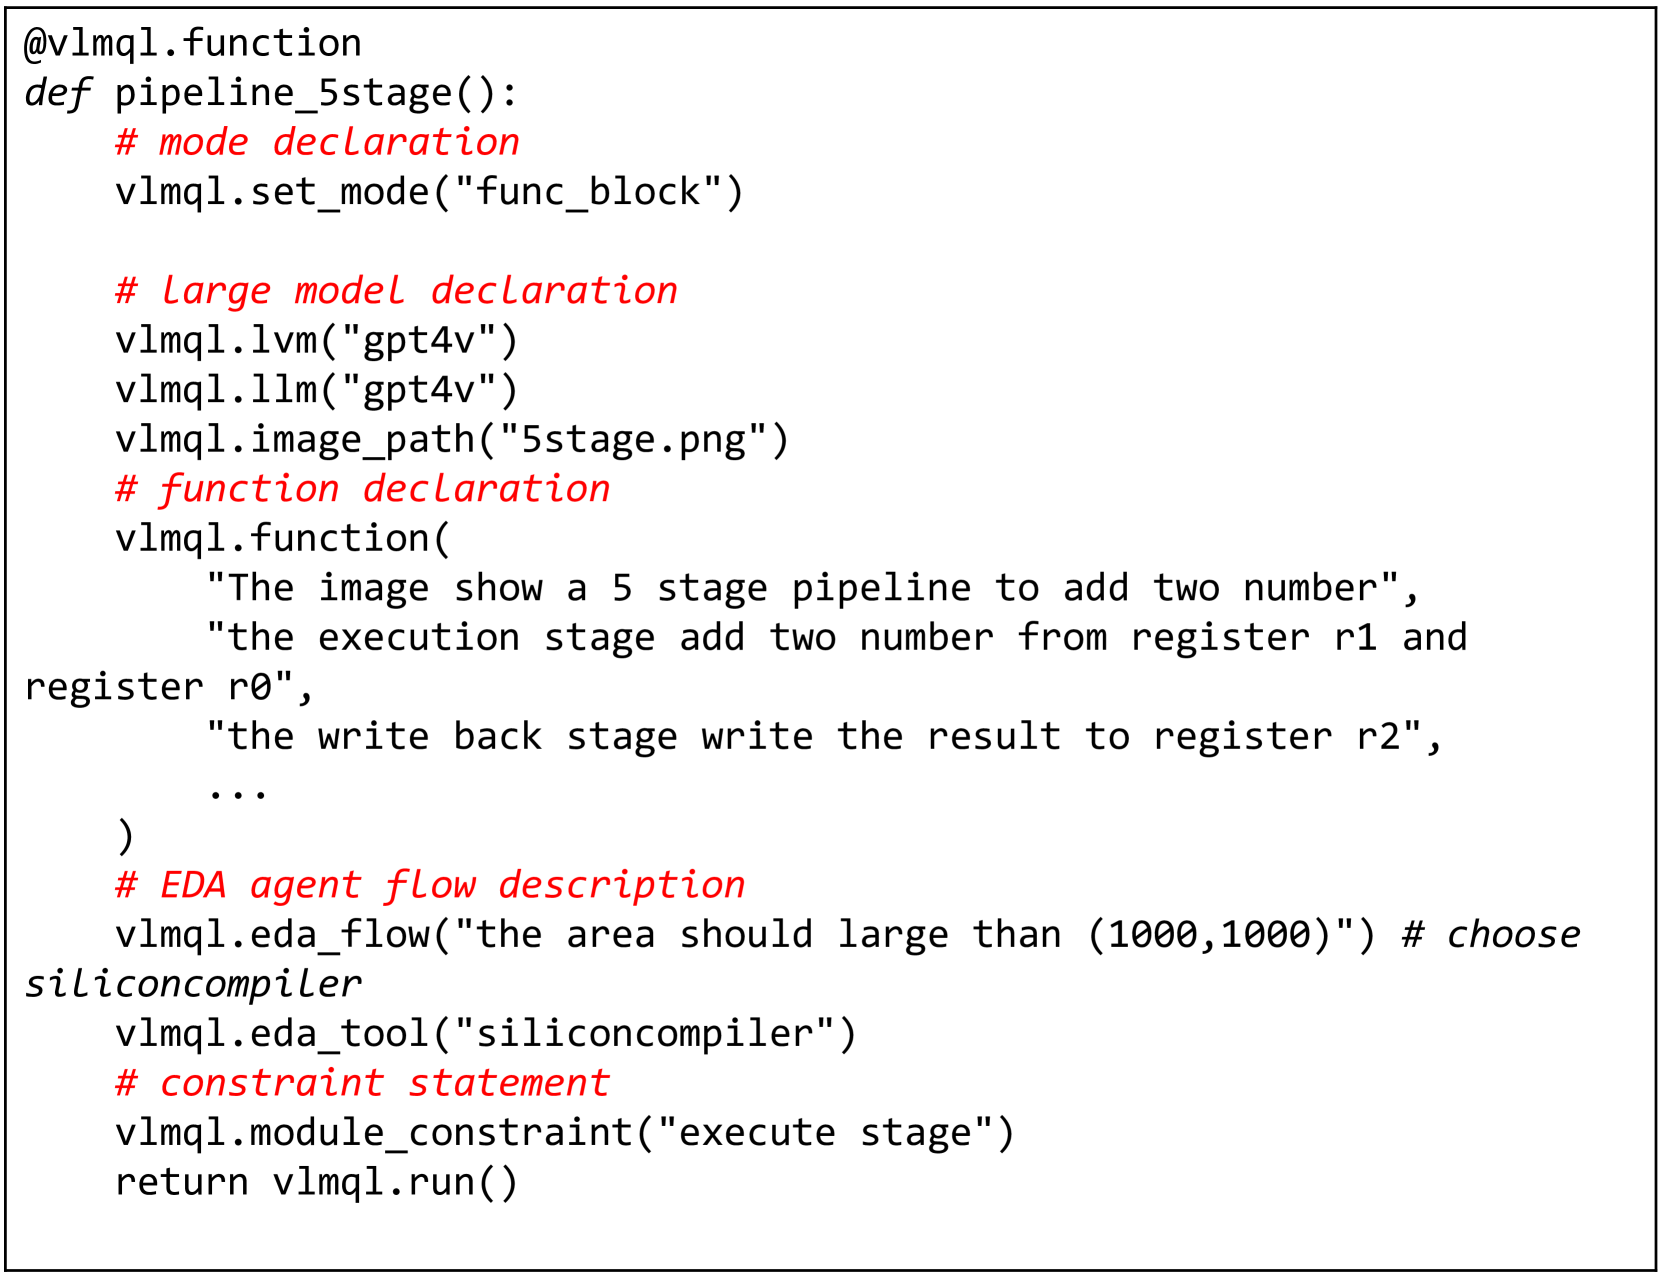 @vlmql.function
def pipeline_5stage():
# mode declaration
vlmql.set_mode("func_block")
# large model declaration
vlmql.lvm("gpt4v")
vlmql.llm("gpt4v")
vlmql.image_path("5stage.png")
# function declaration
vlmql.function(
"The image show a 5 stage pipeline to add two number",
"the execution stage add two number from register r1 and
register r0",
"the write back stage write the result to register r2",
...
)
# EDA agent flow description
vlmql.eda_flow("the area should large than (1000,1000)") # choose
siliconcompiler
vlmql.eda_tool("siliconcompiler")
# constraint statement
vlmql.module_constraint("execute stage")
return vlmql.run()